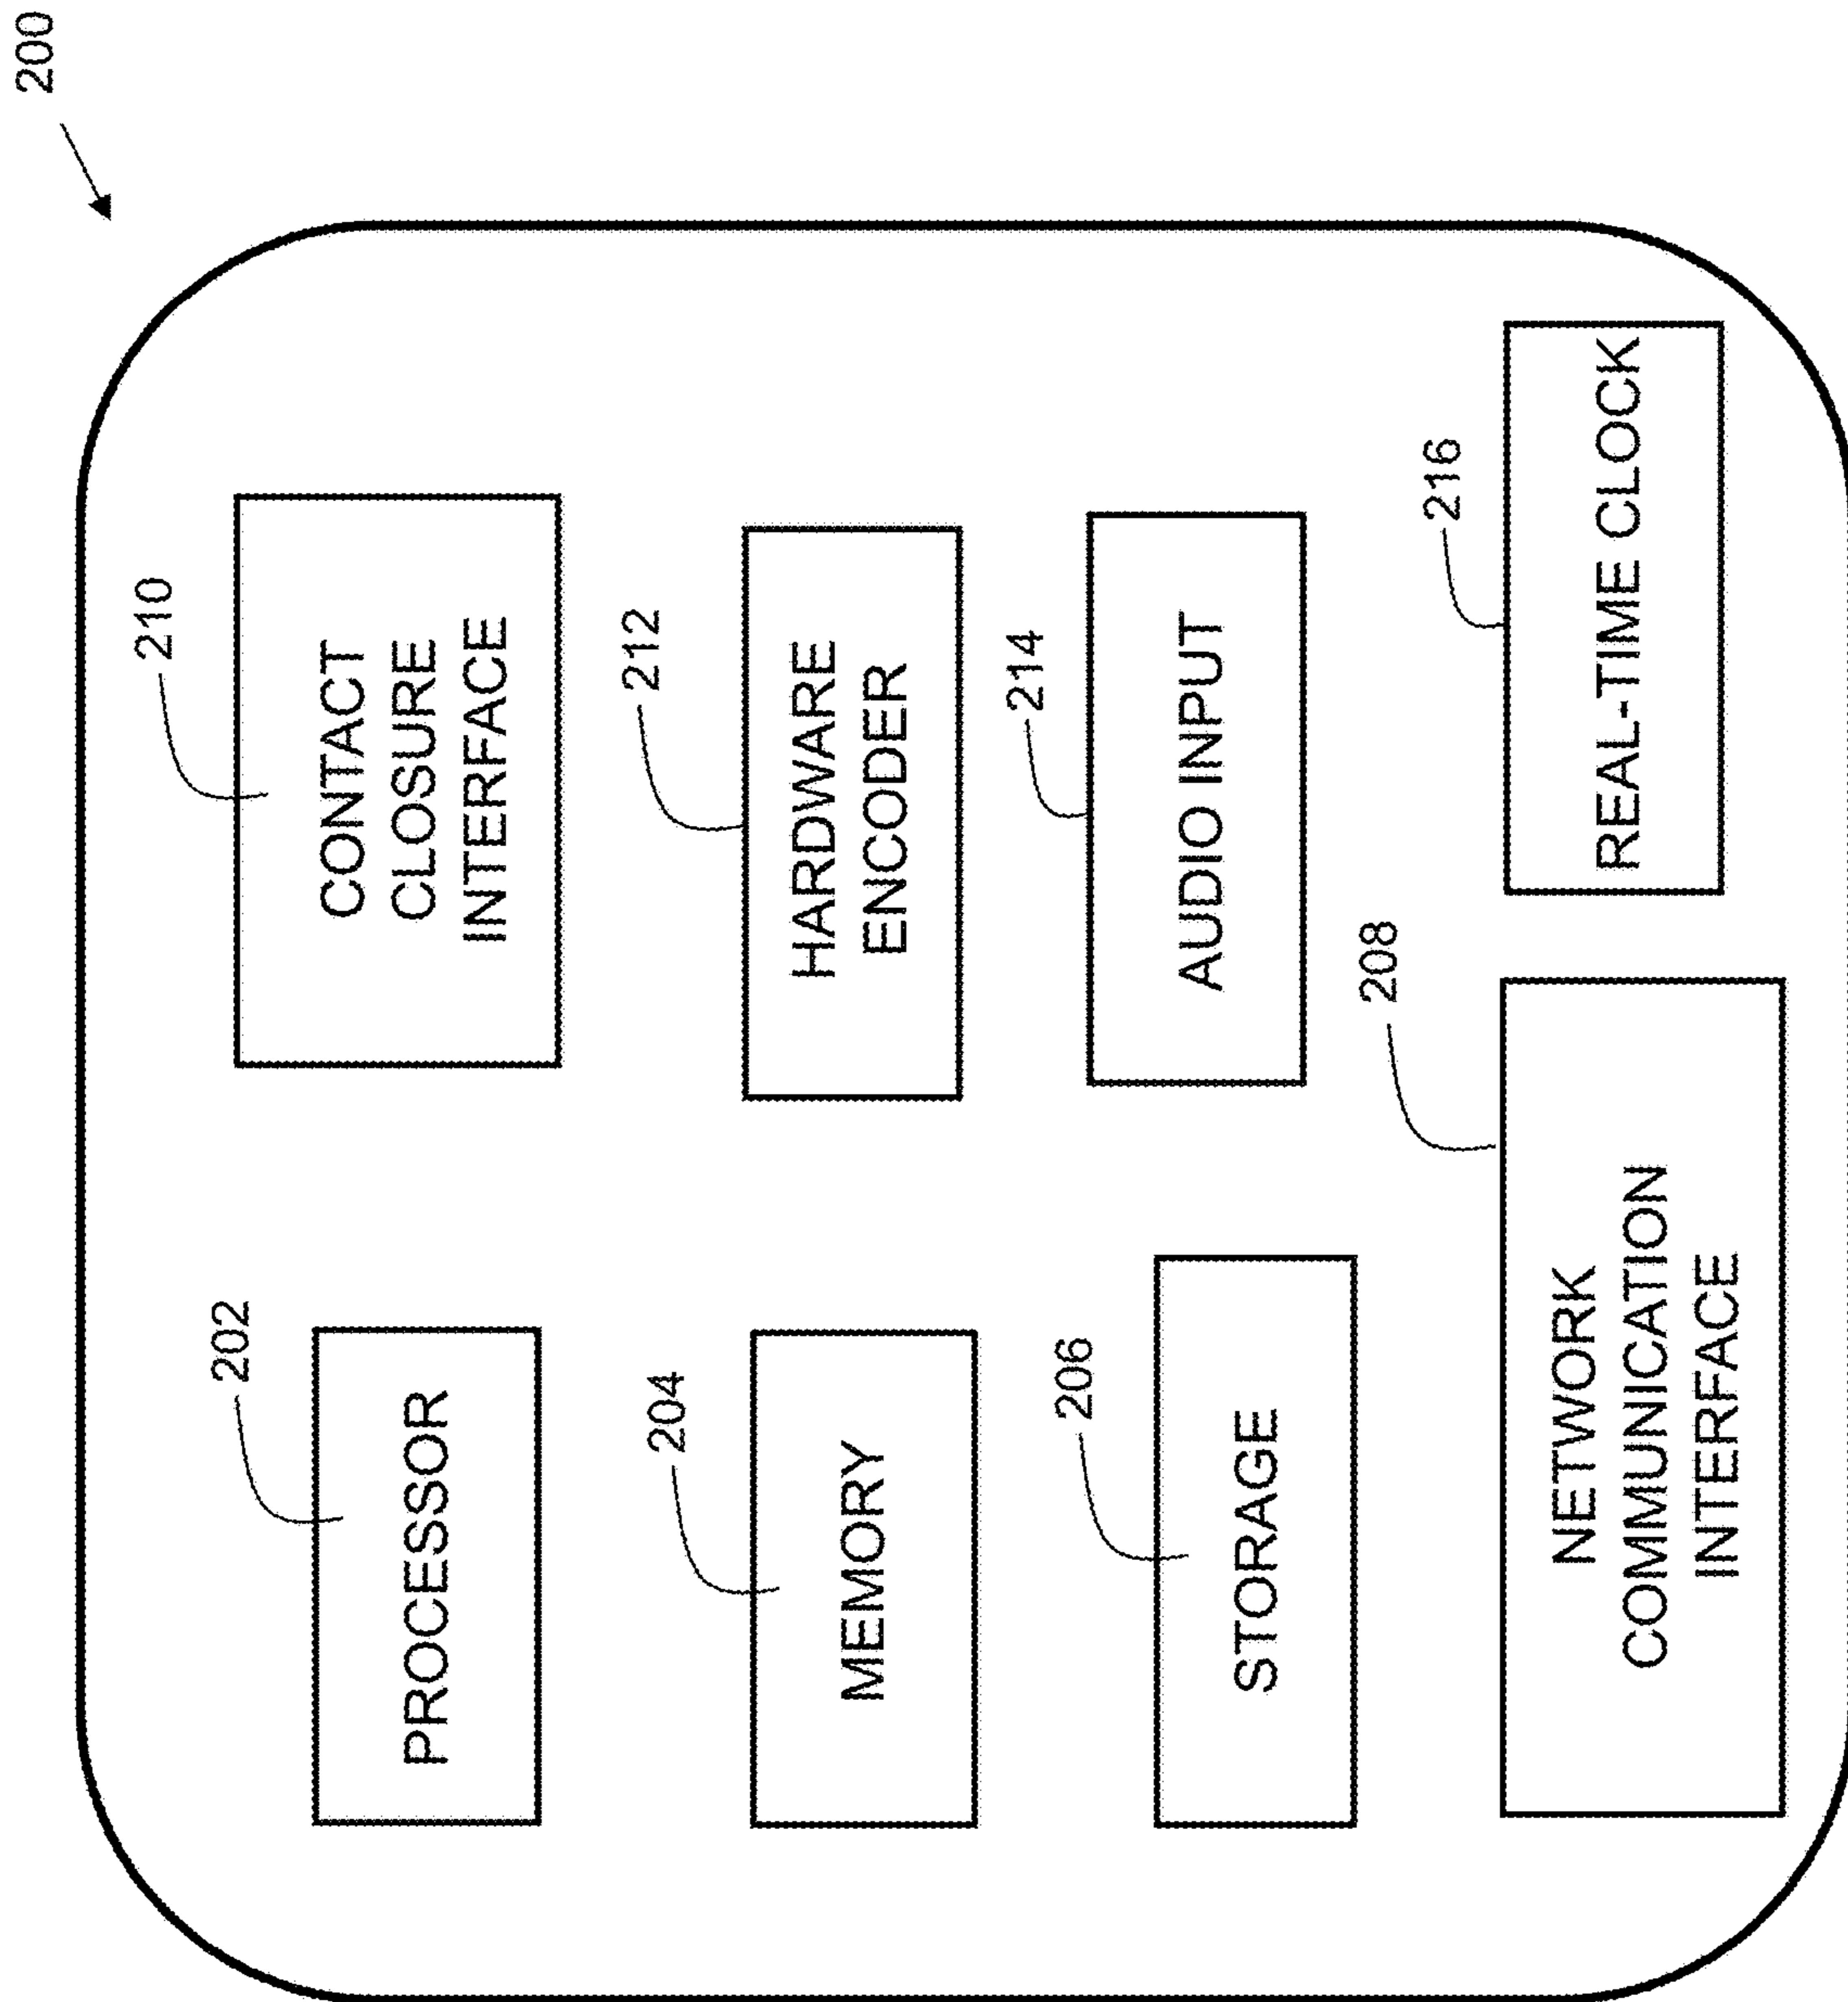 200
202
PROCESSOR
204
MEMORY
206
STORAGE
208
NETWORK
COMMUNICATION
INTERFACE
210
CONTACT
CLOSURE
INTERFACE
212
HARDWARE
ENCODER
214
AUDIO INPUT
216
REAL-TIME CLOCK